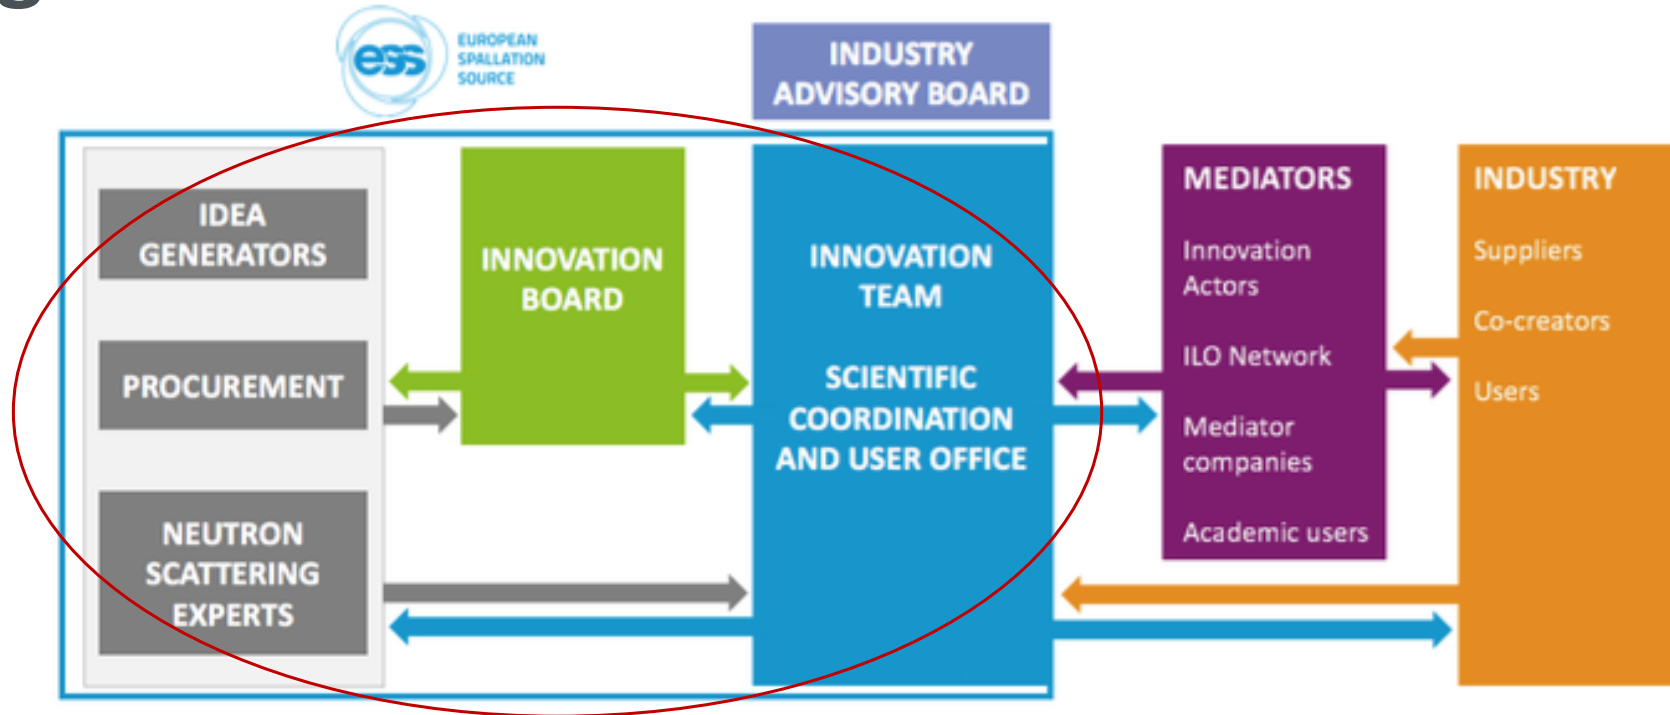 ess
EUROPEAN
SPALLATION
SOURCE
INDUSTRY
ADVISORY BOARD
IDEA
GENERATORS
PROCUREMENT
NEUTRON
SCATTERING
EXPERTS
INNOVATION
BOARD
INNOVATION
TEAM
SCIENTIFIC
COORDINATION
AND USER OFFICE
MEDIATORS
Innovation
Actors
ILO Network
Mediator
companies
Academic users
INDUSTRY
Suppliers
Co-creators
Users